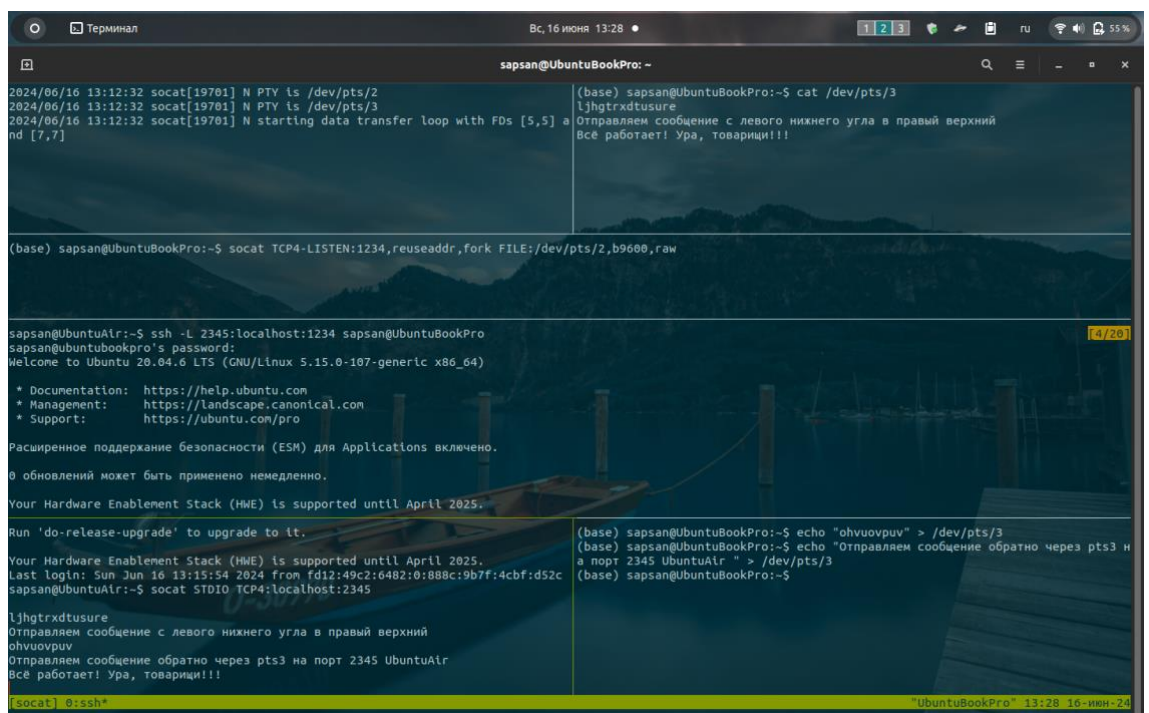 Терминал
Вс, 16 июня 13:28
1 2 3
ru
55 %
sapsan@UbuntuBookPro: ~
2024/06/16 13:12:32 socat[19701] N PTY is /dev/pts/2
2024/06/16 13:12:32 socat[19701] N PTY is /dev/pts/3
2024/06/16 13:12:32 socat[19701] N starting data transfer loop with FDs [5,5] a
nd [7,7]
(base) sapsan@UbuntuBookPro:~$ cat /dev/pts/3
ljhgtrxdtusure
Отправляем сообщение с левого нижнего угла в правый верхний
Всё работает! Ура, товарищи!!!
(base) sapsan@UbuntuBookPro:~$ socat TCP4-LISTEN:1234,reuseaddr,fork FILE:/dev/pts/2,b9600,raw
sapsan@UbuntuAir:~$ ssh -L 2345:localhost:1234 sapsan@UbuntuBookPro
[4/20]
sapsan@ubuntubookpro's password:
Welcome to Ubuntu 20.04.6 LTS (GNU/Linux 5.15.0-107-generic x86_64)
* Documentation: https://help.ubuntu.com
* Management: https://landscape.canonical.com
* Support: https://ubuntu.com/pro
Расширенное поддержание безопасности (ESM) для Applications включено.
0 обновлений может быть применено немедленно.
Your Hardware Enablement Stack (HWE) is supported until April 2025.
Run 'do-release-upgrade' to upgrade to it.
Your Hardware Enablement Stack (HWE) is supported until April 2025.
Last login: Sun Jun 16 13:15:54 2024 from fd12:49c2:6482:0:888c:9b7f:4cbf:d52c
sapsan@UbuntuAir:~$ socat STDIO TCP4:localhost:2345
ljhgtrxdtusure
Отправляем сообщение с левого нижнего угла в правый верхний
ohvuovpuv
Отправляем сообщение обратно через pts3 на порт 2345 UbuntuAir
Всё работает! Ура, товарищи!!!
(base) sapsan@UbuntuBookPro:~$ echo "ohvuovpuv" > /dev/pts/3
(base) sapsan@UbuntuBookPro:~$ echo "Отправляем сообщение обратно через pts3 н
а порт 2345 UbuntuAir " > /dev/pts/3
(base) sapsan@UbuntuBookPro:~$
[socat] 0:ssh*
"UbuntuBookPro" 13:28 16-июн-24